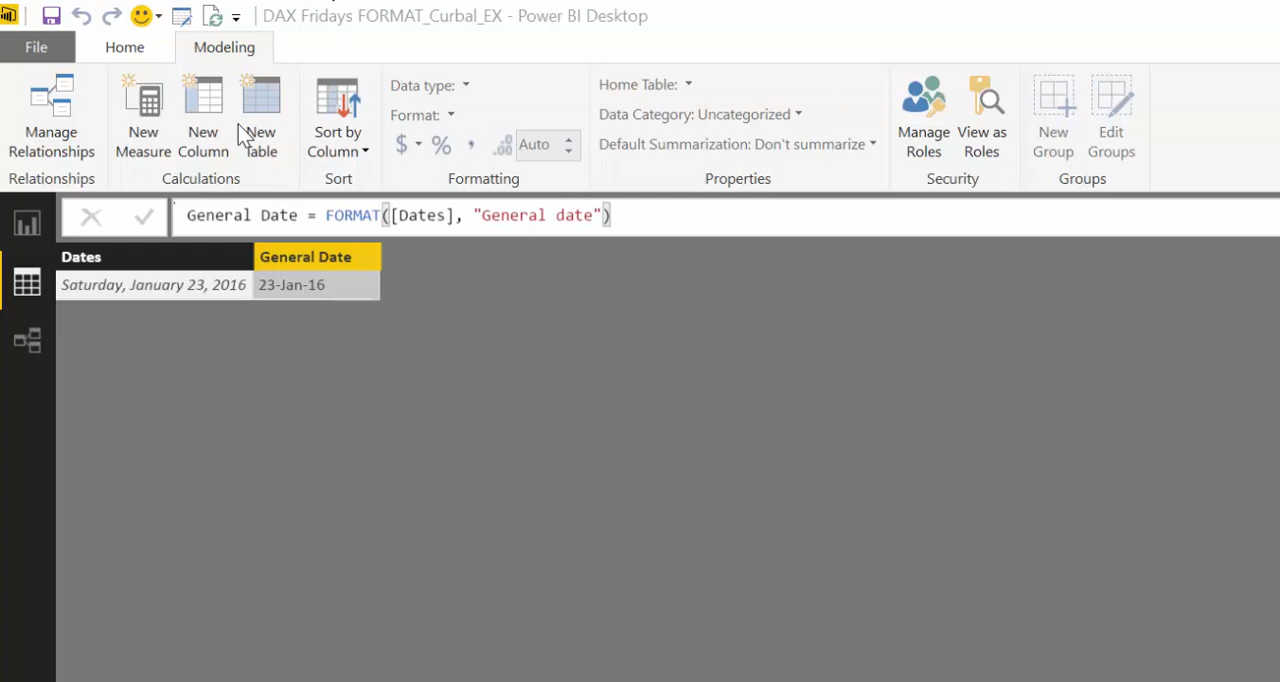 DAX Fridays FORMAT_Curbal_EX - Power BI Desktop
File Home Modeling
Manage Relationships
New Measure
New Column
New Table
Sort by Column
Data type:
Format:
$ % , .00 Auto
Home Table:
Data Category: Uncategorized
Default Summarization: Don't summarize
Manage Roles
View as Roles
New Group
Edit Groups
Relationships Calculations Sort Formatting Properties Security Groups
General Date = FORMAT([Dates], "General date")
Dates General Date
Saturday, January 23, 2016 23-Jan-16